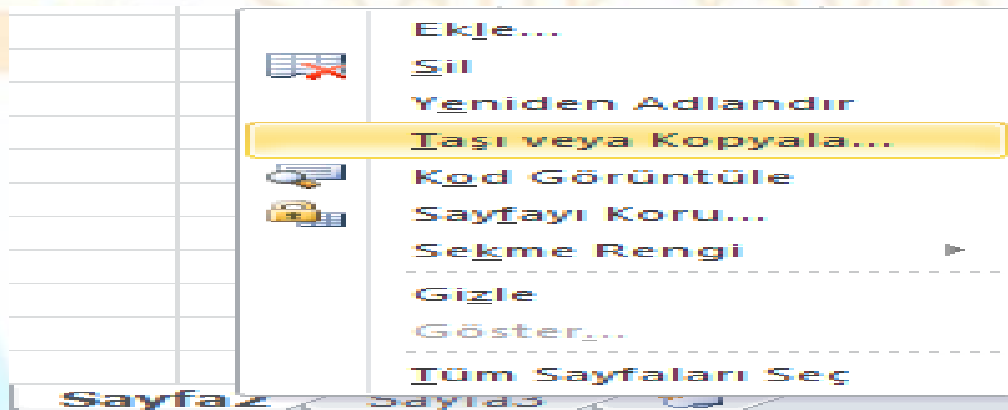 Ekle...
Sil
Yeniden Adlandır
Taşı veya Kopyala...
Kod Görüntüle
Sayfayı Koru...
Sekme Rengi
Gizle
Göster...
Tüm Sayfaları Seç
Sayfa2 Sayfa3